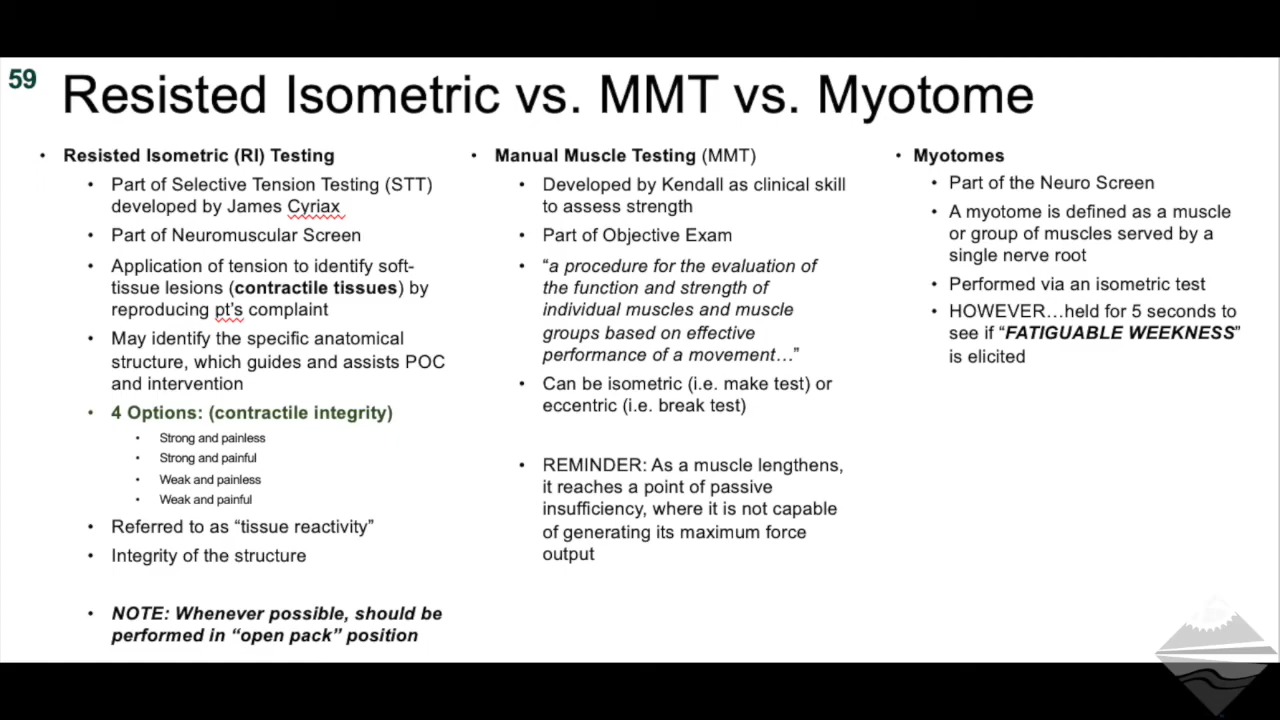 59
Resisted Isometric vs. MMT vs. Myotome
• Resisted Isometric (RI) Testing
• Part of Selective Tension Testing (STT)
developed by James Cyriax
• Part of Neuromuscular Screen
• Application of tension to identify soft-
tissue lesions (contractile tissues) by
reproducing pt's complaint
• May identify the specific anatomical
structure, which guides and assists POC
and intervention
• 4 Options: (contractile integrity)
• Strong and painless
• Strong and painful
• Weak and painless
• Weak and painful
• Referred to as “tissue reactivity”
• Integrity of the structure
• NOTE: Whenever possible, should be
performed in “open pack” position
• Manual Muscle Testing (MMT)
• Developed by Kendall as clinical skill
to assess strength
• Part of Objective Exam
• “a procedure for the evaluation of
the function and strength of
individual muscles and muscle
groups based on effective
performance of a movement…”
• Can be isometric (i.e. make test) or
eccentric (i.e. break test)
• REMINDER: As a muscle lengthens,
it reaches a point of passive
insufficiency, where it is not capable
of generating its maximum force
output
• Myotomes
• Part of the Neuro Screen
• A myotome is defined as a muscle
or group of muscles served by a
single nerve root
• Performed via an isometric test
• HOWEVER…held for 5 seconds to
see if “FATIGUABLE WEEKNESS”
is elicited